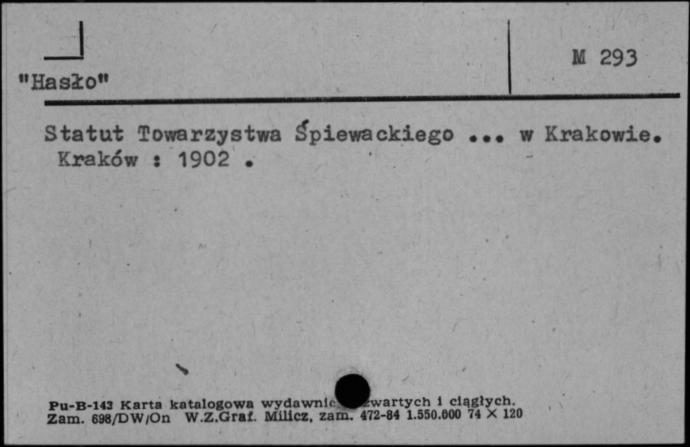 M 293
"Hasło"
Statut Towarzystwa Śpiewackiego ... w Krakowie.
Kraków : 1902 .
Pu-B-143 Karta katalogowa wydawnic zwartych i ciągłych.
Zam. 698/DW/On W.Z.Graf. Milicz, zam. 472-84 1.550.000 74 X 120